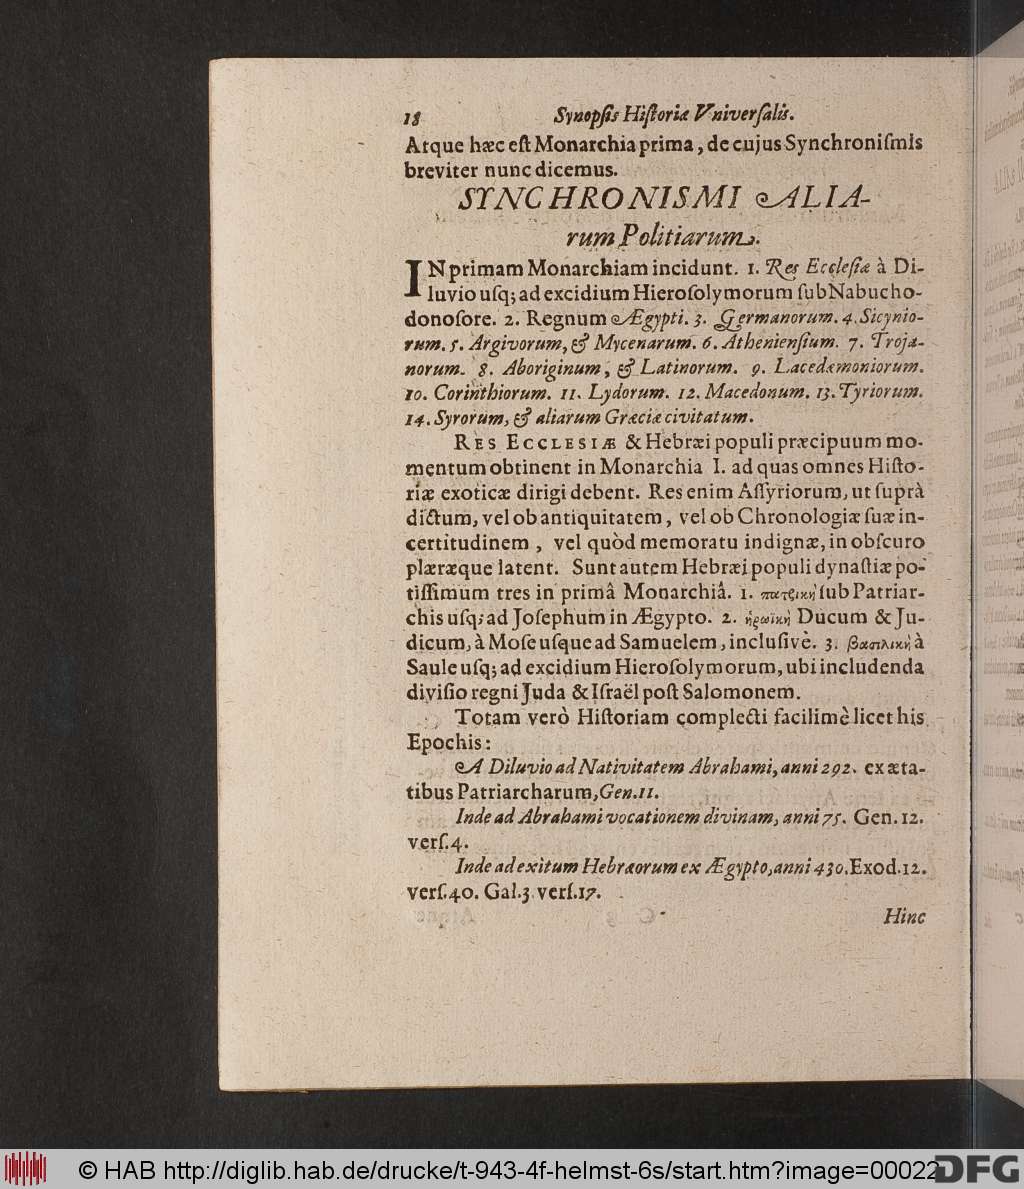 18 Synopsis Historiæ Vniversalis.
Atque hæc est Monarchia prima, de cujus Synchronismis
breviter nunc dicemus.
SYNCHRONISMI ALIA-
rum Politiarum.
IN primam Monarchiam incidunt. 1. Res Ecclesiæ à Di-
luvio usq; ad excidium Hierosolymorum sub Nabucho-
donosore. 2. Regnum Ægypti. 3. Germanorum. 4. Sicynio-
rum. 5. Argivorum, & Mycenarum. 6. Atheniensium. 7. Troja-
norum. 8. Aboriginum, & Latinorum. 9. Lacedæmoniorum.
10. Corinthiorum. 11. Lydorum. 12. Macedonum. 13. Tyriorum.
14. Syrorum, & aliarum Græciæ civitatum.
RES ECCLESIÆ & Hebræi populi præcipuum mo-
mentum obtinent in Monarchia I. ad quas omnes Histo-
riæ exoticæ dirigi debent. Res enim Assyriorum, ut suprà
dictum, vel ob antiquitatem, vel ob Chronologiæ suæ in-
certitudinem, vel quòd memoratu indignæ, in obscuro
plæræque latent. Sunt autem Hebræi populi dynastiæ po-
tissimum tres in primâ Monarchiâ. 1. πατρικὴ sub Patriar-
chis usq; ad Josephum in Ægypto. 2. ἡρωϊκὴ Ducum & Ju-
dicum, à Mose usque ad Samuelem, inclusivè. 3. βασιλικὴ à
Saule usq; ad excidium Hierosolymorum, ubi includenda
divisio regni Juda & Israël post Salomonem.
Totam verò Historiam complecti facilimè licet his
Epochis:
A Diluvio ad Nativitatem Abrahami, anni 292. ex æta-
tibus Patriarcharum, Gen. 11.
Inde ad Abrahami vocationem divinam, anni 75. Gen. 12.
vers. 4.
Inde ad exitum Hebræorum ex Ægypto, anni 430. Exod. 12.
vers. 40. Gal. 3. vers. 17.
Hinc
© HAB http://diglib.hab.de/drucke/t-943-4f-helmst-6s/start.htm?image=00022
DFG